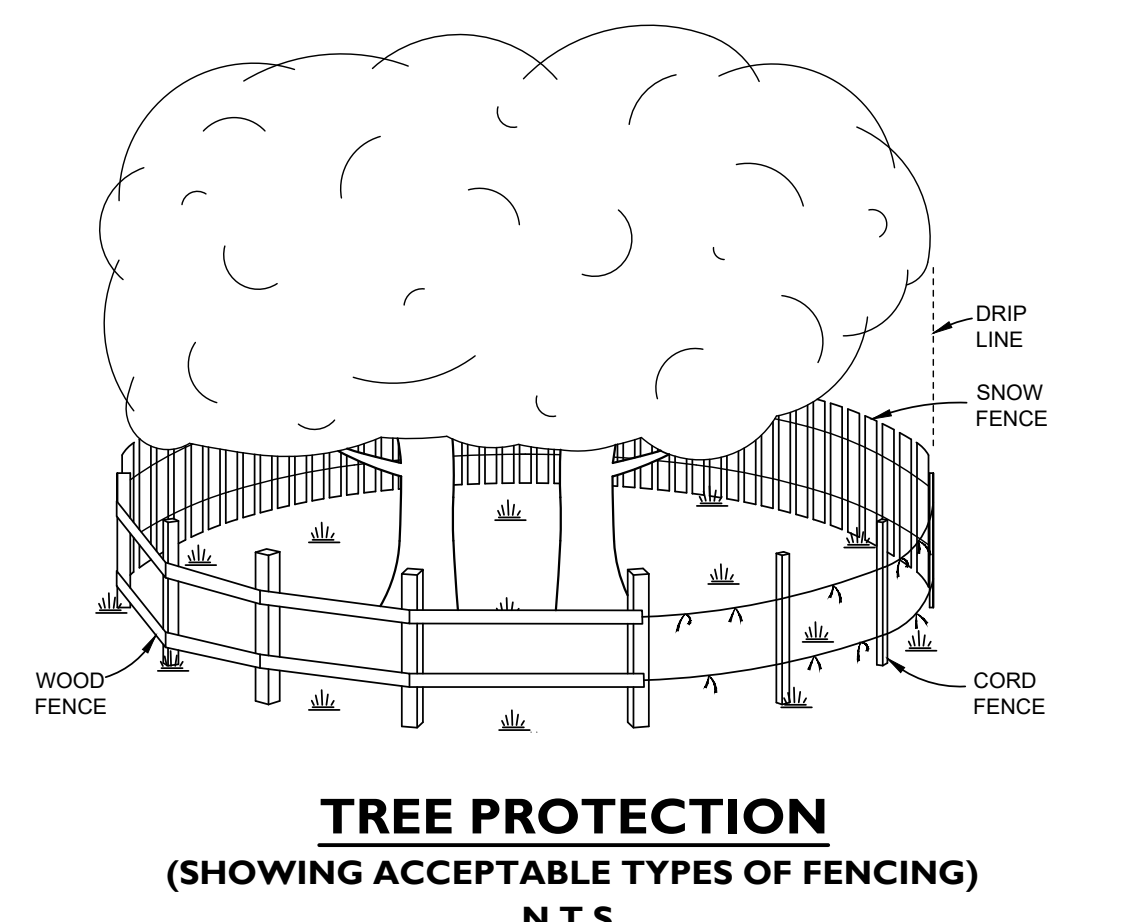 DRIP
LINE
SNOW
FENCE
WOOD
FENCE
CORD
FENCE
TREE PROTECTION
(SHOWING ACCEPTABLE TYPES OF FENCING)
N.T.S.